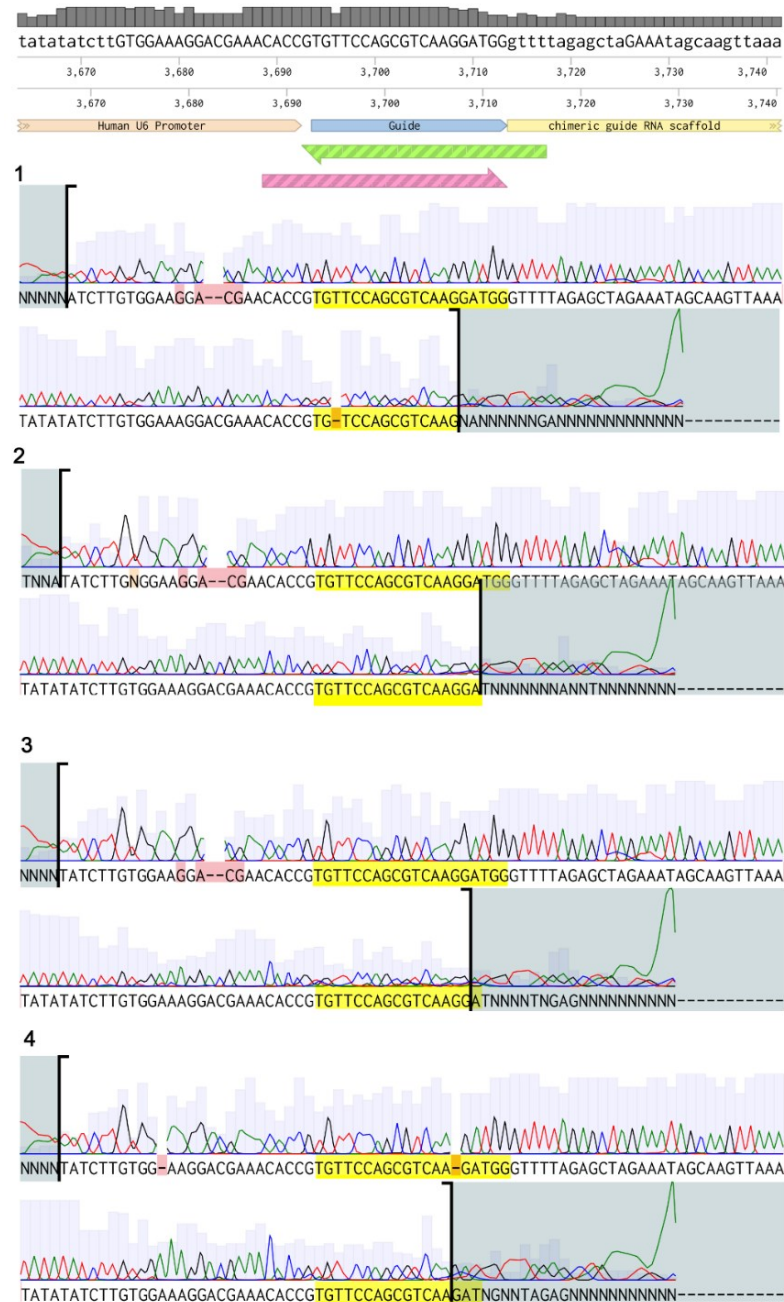 tatatatcttGTGGAAAGGACGAAACACCGTGTTCCAGCGTCAAGGATGGgttttagagctaGAAAtagcaagttaaa
3,670 3,680 3,690 3,700 3,710 3,720 3,730 3,740
3,670 3,680 3,690 3,700 3,710 3,720 3,730 3,740
Human U6 Promoter Guide chimeric guide RNA scaffold
1
NNNNNATCTTGTGGAAGGA--CGAACACCGTGTTCCAGCGTCAAGGATGGGTTTTAGAGCTAGAAATAGCAAGTTAAA
TATATATCTTGTGGAAAGGACGAAACACCGTG-TCCAGCGTCAAGNANNNNNNGANNNNNNNNNNNNN----------
2
TNNATATCTTGNGGAAGGA--CGAACACCGTGTTCCAGCGTCAAGGATGGGTTTTAGAGCTAGAAATAGCAAGTTAAA
TATATATCTTGTGGAAAGGACGAAACACCGTGTTCCAGCGTCAAGGATNNNNNNNANNTNNNNNNNN-----------
3
NNNNTATCTTGTGGAAGGA--CGAACACCGTGTTCCAGCGTCAAGGATGGGTTTTAGAGCTAGAAATAGCAAGTTAAA
TATATATCTTGTGGAAAGGACGAAACACCGTGTTCCAGCGTCAAGGATNNNNTNGAGNNNNNNNNNN-----------
4
NNNNTATCTTGTGG-AAGGACGAAACACCGTGTTCCAGCGTCAA-GATGGGTTTTAGAGCTAGAAATAGCAAGTTAAA
TATATATCTTGTGGAAAGGACGAAACACCGTGTTCCAGCGTCAAGATNGNNTAGAGNNNNNNNNNNN-----------